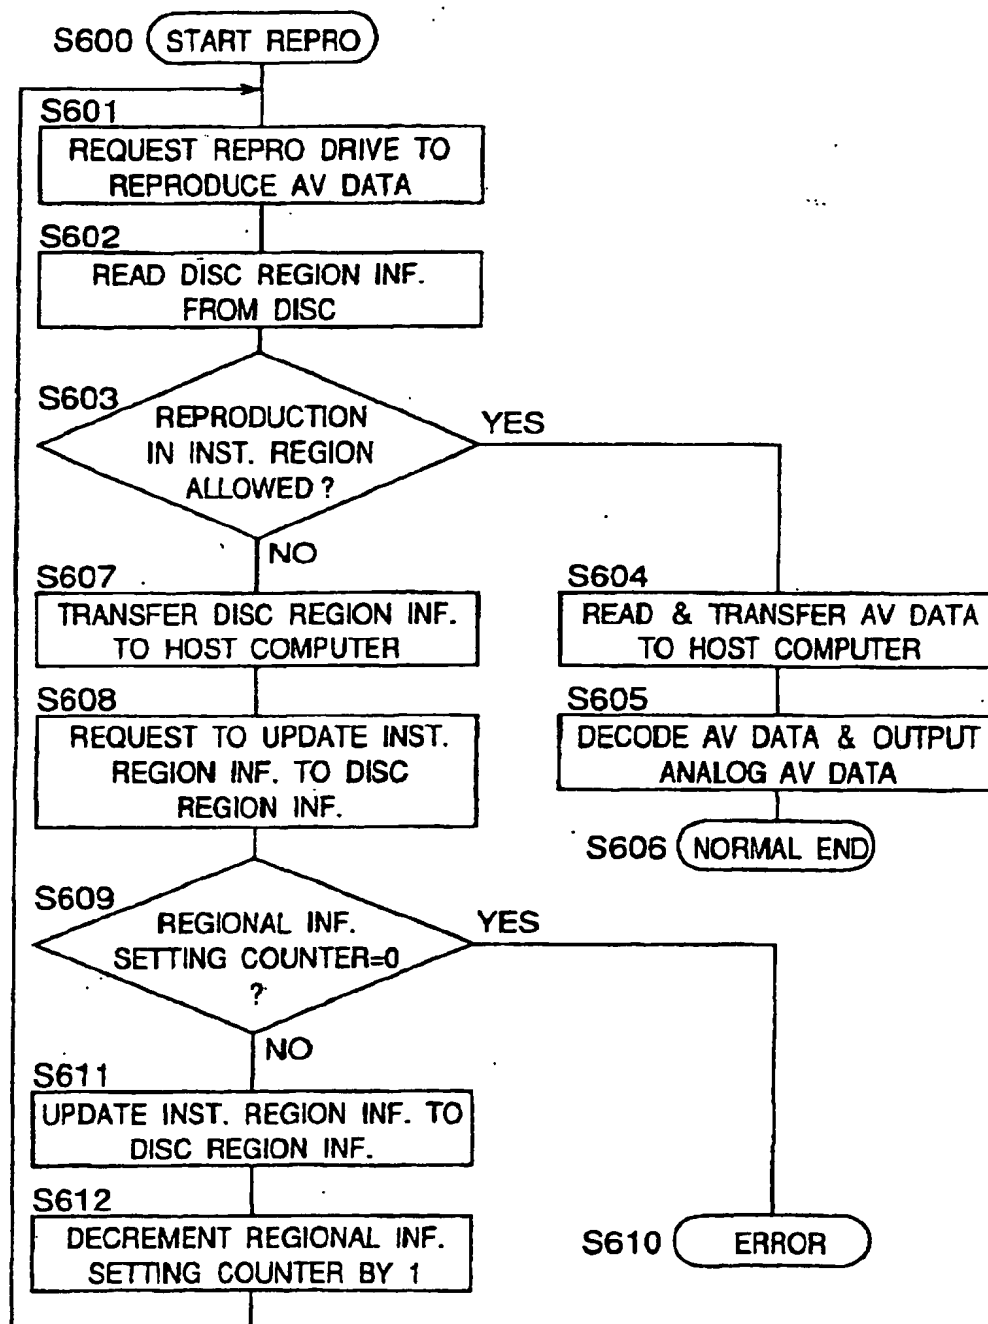 S600 START REPRO
S601
REQUEST REPRO DRIVE TO
REPRODUCE AV DATA
S602
READ DISC REGION INF.
FROM DISC
S603
REPRODUCTION
IN INST. REGION
ALLOWED?
YES
NO
S607
TRANSFER DISC REGION INF.
TO HOST COMPUTER
S604
READ & TRANSFER AV DATA
TO HOST COMPUTER
S608
REQUEST TO UPDATE INST.
REGION INF. TO DISC
REGION INF.
S605
DECODE AV DATA & OUTPUT
ANALOG AV DATA
S606 NORMAL END
S609
REGIONAL INF.
SETTING COUNTER=0
?
YES
NO
S611
UPDATE INST. REGION INF. TO
DISC REGION INF.
S612
DECREMENT REGIONAL INF.
SETTING COUNTER BY 1
S610 ERROR